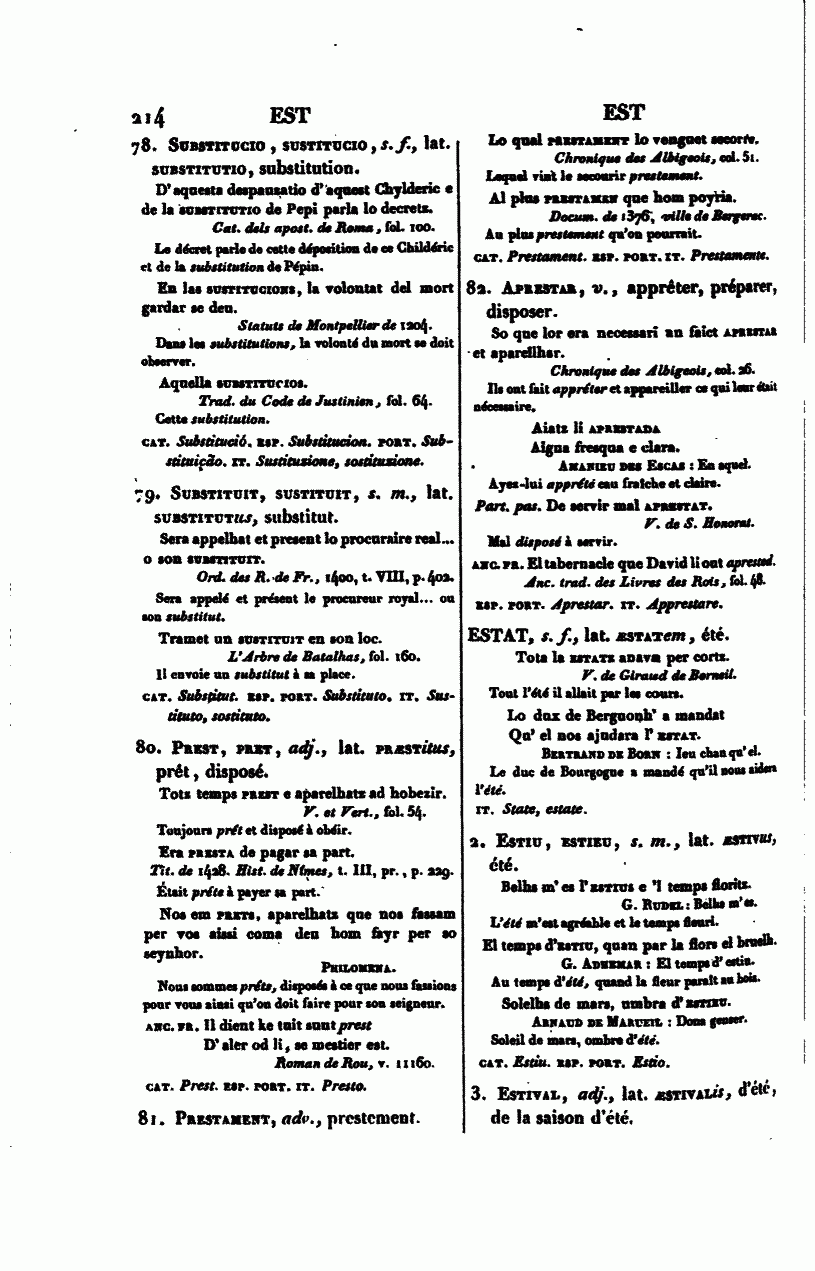 214 EST
78. Substitucio, sustitucio, s. f., lat.
substitutio, substitution.
D'aquesta despausatio d'aquest Chylderic e
de la substitutio de Pepi parla lo decretz.
Cat. dels apost. de Roma, fol. 100.
Le décret parle de cette déposition de ce Childéric
et de la substitution de Pépin.
En las sustitucions, la volontat del mort
gardar se deu.
Statuts de Montpellier de 1204.
Dans les substitutions, la volonté du mort se doit
observer.
Aquella substitucios.
Trad. du Code de Justinien, fol. 64.
Cette substitution.
CAT. Substitució. ESP. Substitucion. PORT. Sub-
stituição. IT. Sustituzione, sostituzione.
79. Substituit, sustituit, s. m., lat.
substitutus, substitut.
Sera appelhat et present lo procuraire real...
o son substituit.
Ord. des R. de Fr., 1400, t. VIII, p. 402.
Sera appelé et présent le procureur royal... ou
son substitut.
Tramet un sustituit en son loc.
L'Arbre de Batalhas, fol. 160.
Il envoie un substitut à sa place.
CAT. Substitut. ESP. PORT. Substituto. IT. Sus-
tituto, sostituto.
80. Prest, pret, adj., lat. præstitus,
prêt, disposé.
Totz temps prest e aparelhatz ad hobezir.
V. et Vert., fol. 54.
Toujours prêt et disposé à obéir.
Era presta de pagar sa part.
Tit. de 1428. Hist. de Nîmes, t. III, pr., p. 229.
Était prête à payer sa part.
Nos em prets, aparelhatz que nos fassam
per vos aissi coma deu hom fayr per so
seynhor.
Philomena.
Nous sommes prêts, disposés à ce que nous fassions
pour vous ainsi qu'on doit faire pour son seigneur.
ANC. FR. Il dient ke tuit sunt prest
D'aler od li, se mestier est.
Roman de Rou, v. 11160.
CAT. Prest. ESP. PORT. IT. Presto.
81. Prestament, adv., prestement.
EST
Lo qual prestament lo venguet secorre.
Chronique des Albigeois, col. 51.
Lequel vint le secourir prestement.
Al plus prestamen que hom poyria.
Docum. de 1376, ville de Bergerac.
Au plus prestement qu'on pourrait.
CAT. Prestament. ESP. PORT. IT. Prestamente.
82. Aprestar, v., apprêter, préparer,
disposer.
So que lor era necessari an faict aprestar
et aparelhar.
Chronique des Albigeois, col. 26.
Ils ont fait apprêter et appareiller ce qui leur était
nécessaire.
Aiatz li aprestada
Aigua fresqua e clara.
Amanieu des Escas : En aquel.
Ayez-lui apprêté eau fraîche et claire.
Part. pas. De servir mal aprestat.
V. de S. Honorat.
Mal disposé à servir.
ANC. FR. El tabernacle que David li ont aprested.
Anc. trad. des Livres des Rois, fol. 48.
ESP. PORT. Aprestar. IT. Apprestare.
ESTAT, s. f., lat. æstatem, été.
Tota la estatz anava per cortz.
V. de Giraud de Borneil.
Tout l'été il allait par les cours.
Lo dux de Berguonh' a mandat
Qu' el nos ajudara l' estat.
Bertrand de Born : Ieu chan qu'el.
Le duc de Bourgogne a mandé qu'il nous aidera
l'été.
IT. State, estate.
2. Estiu, estieu, s. m., lat. æstivus,
été.
Belhs m' es l'estius e 'l temps floritz.
G. Rudel : Belhs m'es.
L'été m'est agréable et le temps fleuri.
El temps d'estiu, quan par la flors el bruelh.
G. Adhemar : El temps d'estiu.
Au temps d'été, quand la fleur paraît au bois.
Solelhs de mars, umbra d'estieu.
Arnaud de Marueil : Dona genser.
Soleil de mars, ombre d'été.
CAT. Estiu. ESP. PORT. Estio.
3. Estival, adj., lat. æstivalis, d'été,
de la saison d'été.